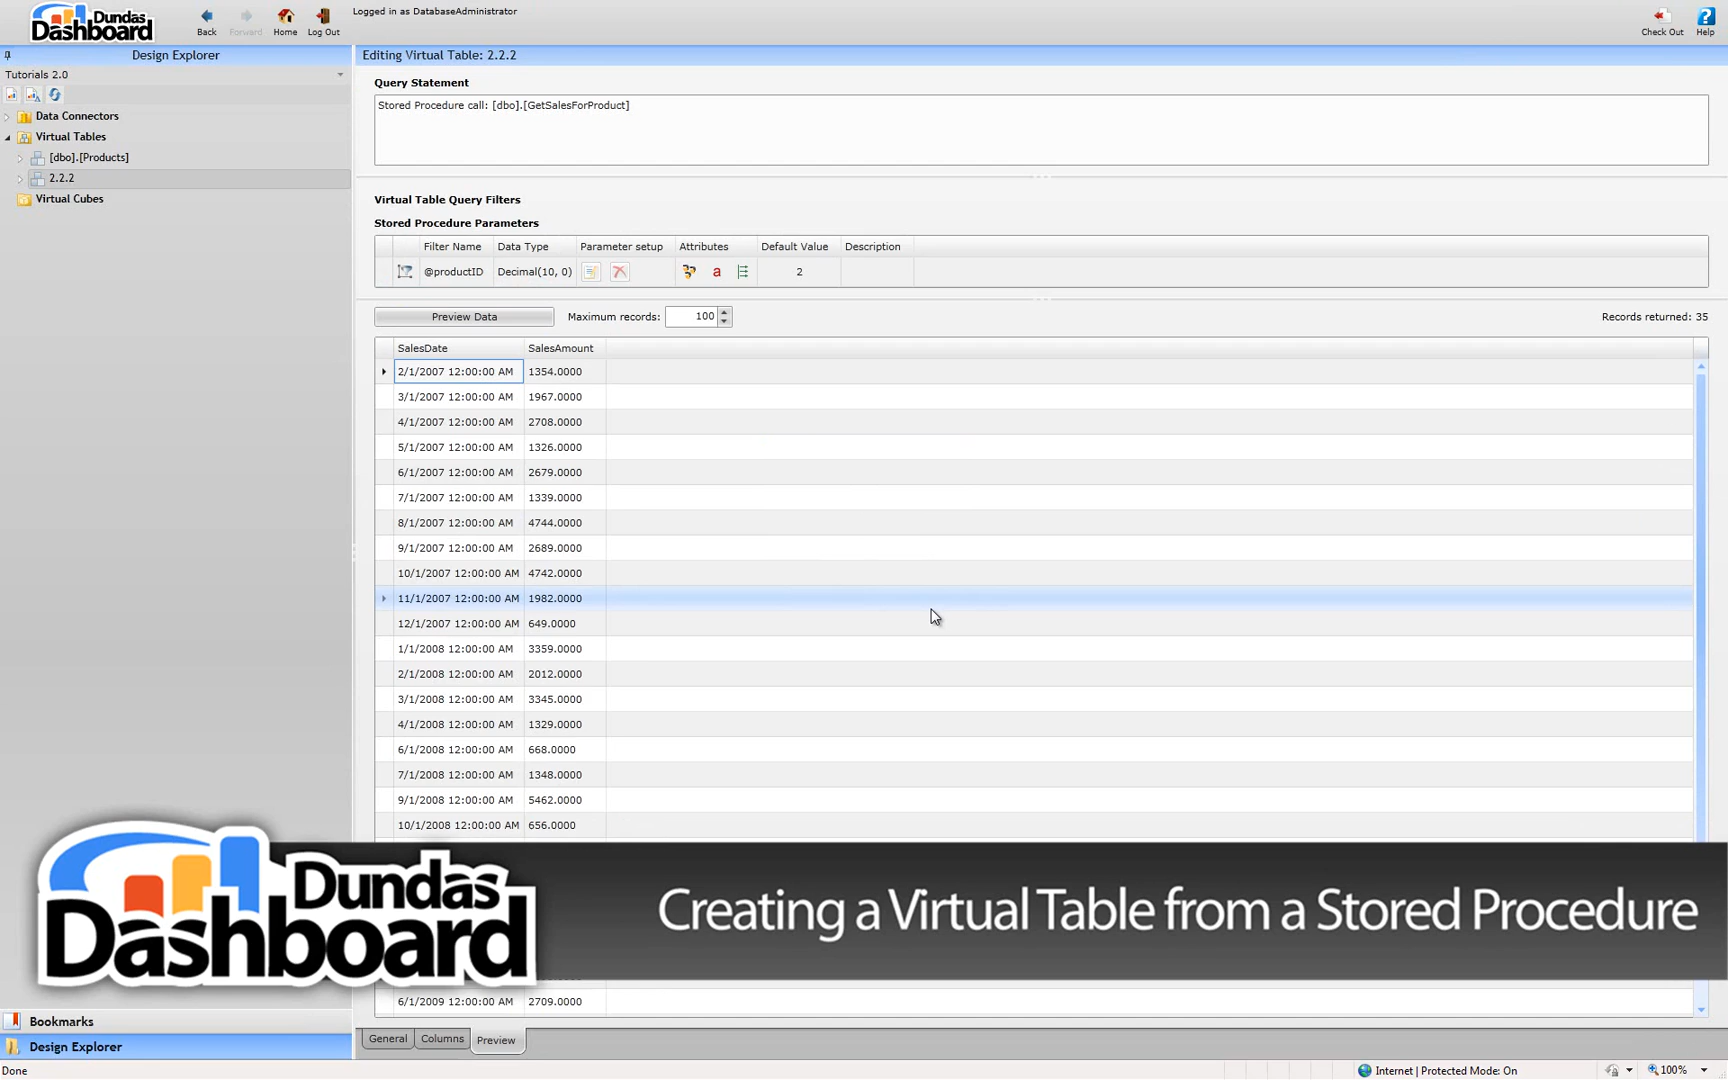 Dundas
Dashboard
Back
Forward
Home
Log Out
Logged in as DatabaseAdministrator
Check Out
Help
Design Explorer
Tutorials 2.0
Data Connectors
Virtual Tables
[dbo].[Products]
2.2.2
Virtual Cubes
Bookmarks
Design Explorer
Editing Virtual Table: 2.2.2
Query Statement
Stored Procedure call: [dbo].[GetSalesForProduct]
Virtual Table Query Filters
Stored Procedure Parameters
Filter Name Data Type Parameter setup Attributes Default Value Description
@productID Decimal(10, 0) a 2
Preview Data Maximum records: 100 Records returned: 35
SalesDate SalesAmount
2/1/2007 12:00:00 AM 1354.0000
3/1/2007 12:00:00 AM 1967.0000
4/1/2007 12:00:00 AM 2708.0000
5/1/2007 12:00:00 AM 1326.0000
6/1/2007 12:00:00 AM 2679.0000
7/1/2007 12:00:00 AM 1339.0000
8/1/2007 12:00:00 AM 4744.0000
9/1/2007 12:00:00 AM 2689.0000
10/1/2007 12:00:00 AM 4742.0000
11/1/2007 12:00:00 AM 1982.0000
12/1/2007 12:00:00 AM 649.0000
1/1/2008 12:00:00 AM 3359.0000
2/1/2008 12:00:00 AM 2012.0000
3/1/2008 12:00:00 AM 3345.0000
4/1/2008 12:00:00 AM 1329.0000
6/1/2008 12:00:00 AM 668.0000
7/1/2008 12:00:00 AM 1348.0000
9/1/2008 12:00:00 AM 5462.0000
10/1/2008 12:00:00 AM 656.0000
Dundas
Dashboard
Creating a Virtual Table from a Stored Procedure
6/1/2009 12:00:00 AM 2709.0000
General Columns Preview
Done
Internet | Protected Mode: On
100%